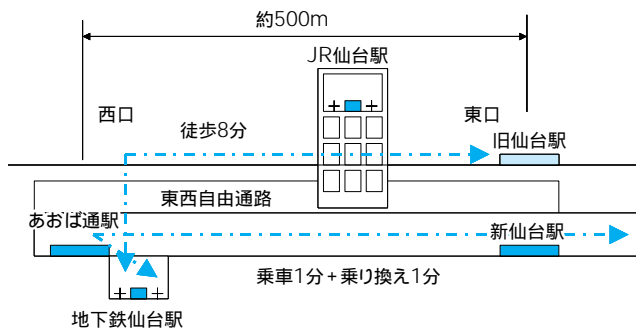 約500m
JR仙台駅
西口
東口
徒歩8分
旧仙台駅
東西自由通路
あおば通駅
新仙台駅
乗車1分+乗り換え1分
地下鉄仙台駅